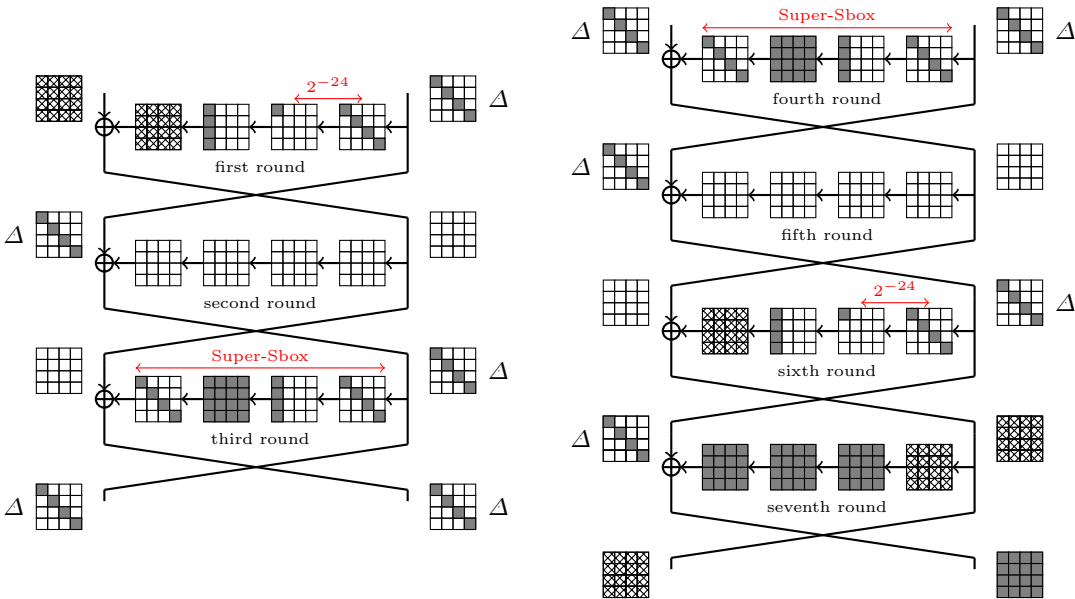 Δ
2⁻²⁴
first round
Δ
second round
Super-Sbox
Δ
third round
Δ Δ
Δ Super-Sbox Δ
fourth round
Δ
fifth round
2⁻²⁴
Δ
sixth round
Δ
seventh round